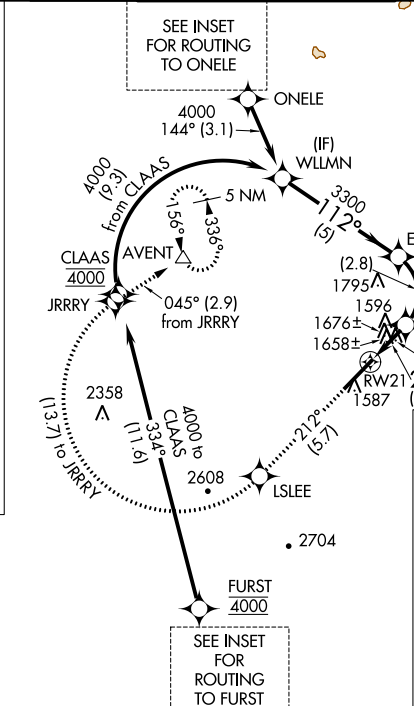 SEE INSET
FOR ROUTING
TO ONELE
ONELE
4000
144° (3.1)
(IF)
WLLMN
4000
(9.3)
from CLAAS
3300
112°
(5)
5 NM
156°
336°
AVENT
CLAAS
4000
JRRRY
045° (2.9)
from JRRRY
(2.8)
1795
1596
1676±
1658±
RW21
1587
2358
4000 to
CLAAS
334°
(11.6)
(13.7) to JRRRY
212°
(5.7)
LSLEE
2608
2704
FURST
4000
SEE INSET
FOR
ROUTING
TO FURST